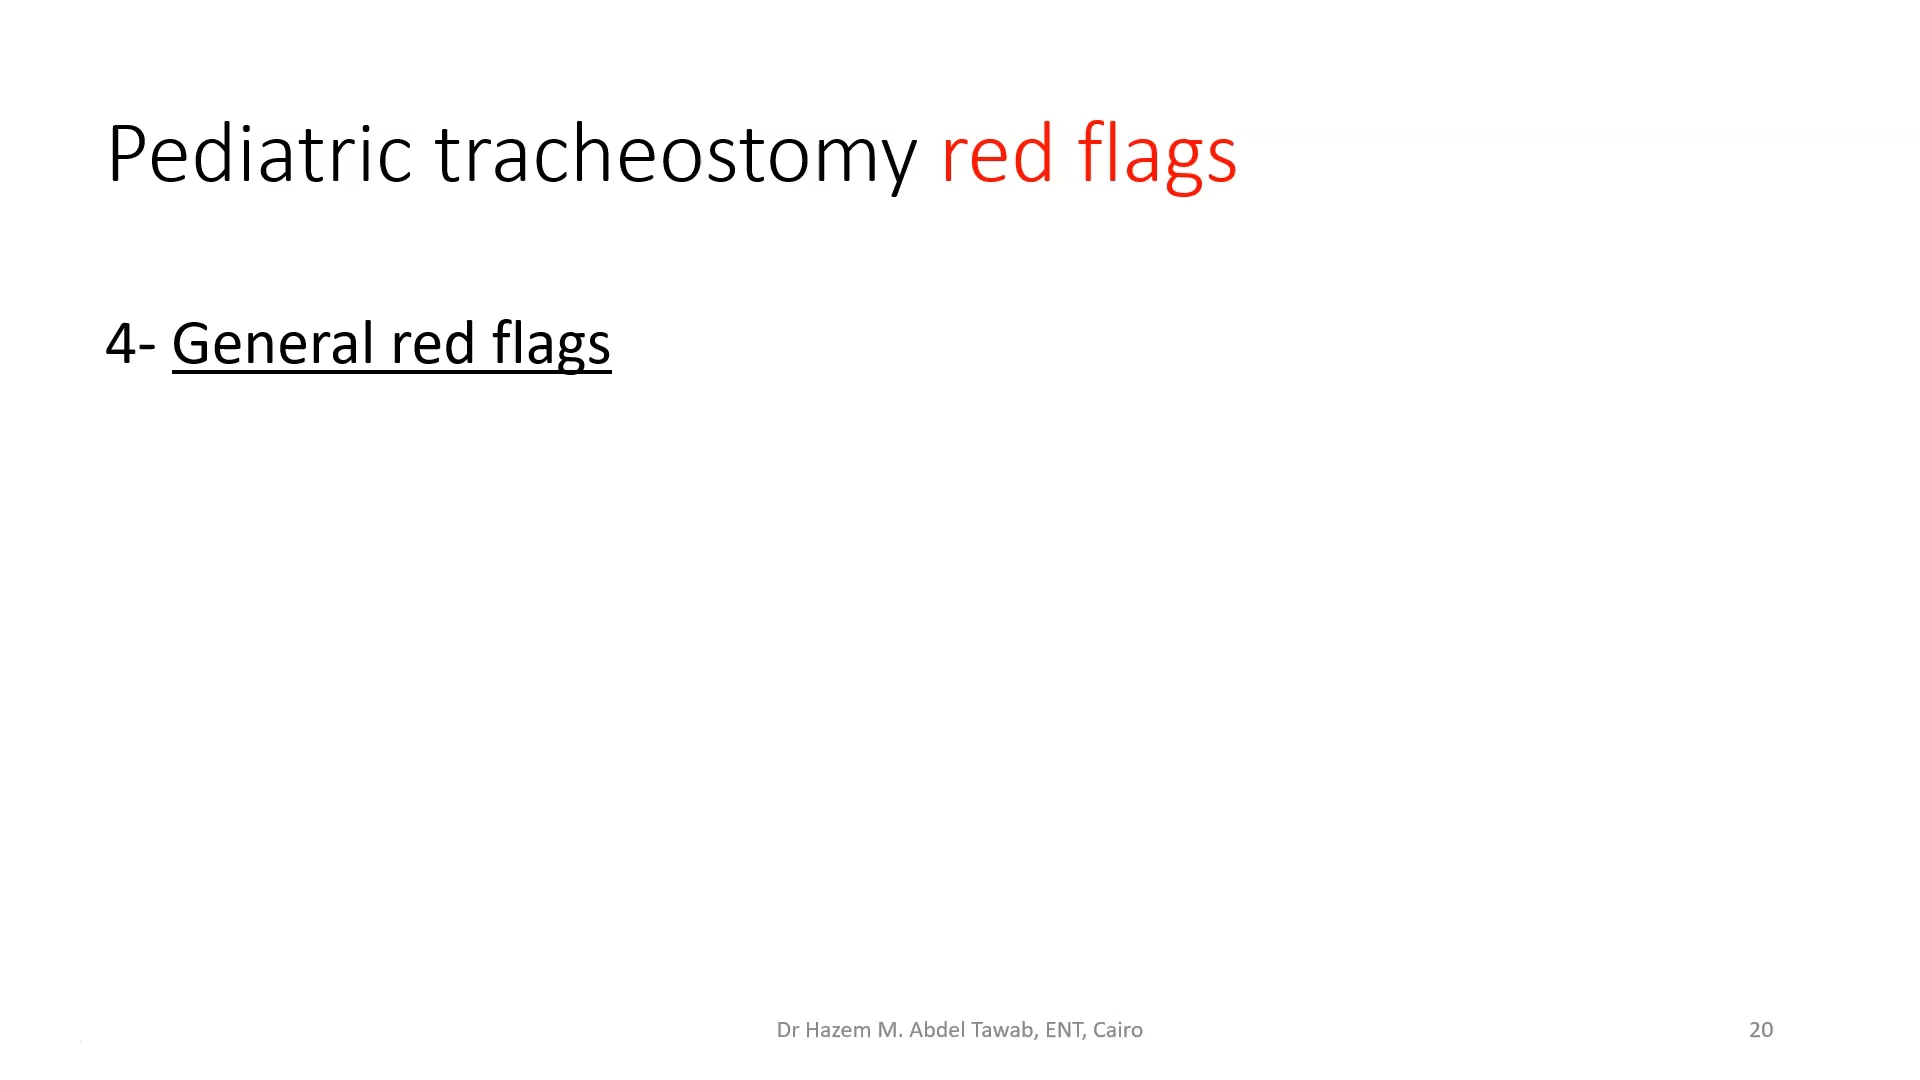 Pediatric tracheostomy red flags
4- General red flags
Dr Hazem M. Abdel Tawab, ENT, Cairo
20